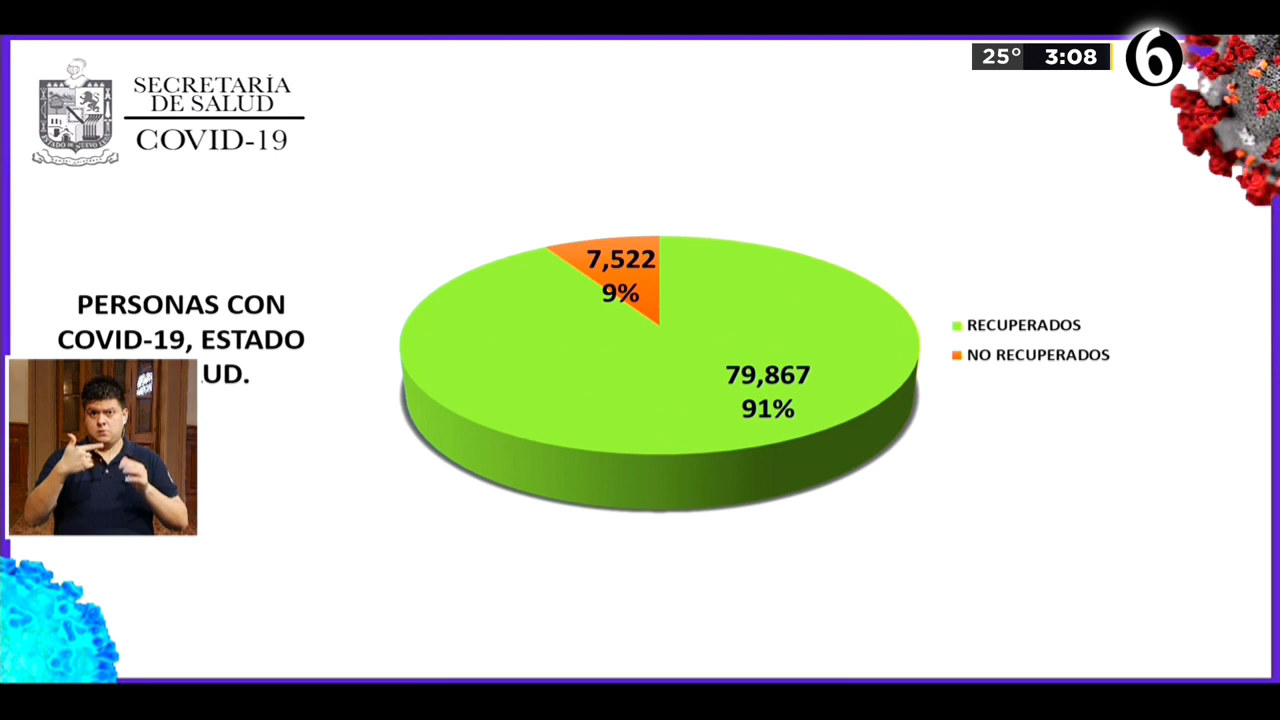 25° 3:08 6
SECRETARÍA
DE SALUD
COVID-19
7,522
9%
PERSONAS CON
COVID-19, ESTADO
UD.
RECUPERADOS
NO RECUPERADOS
79,867
91%